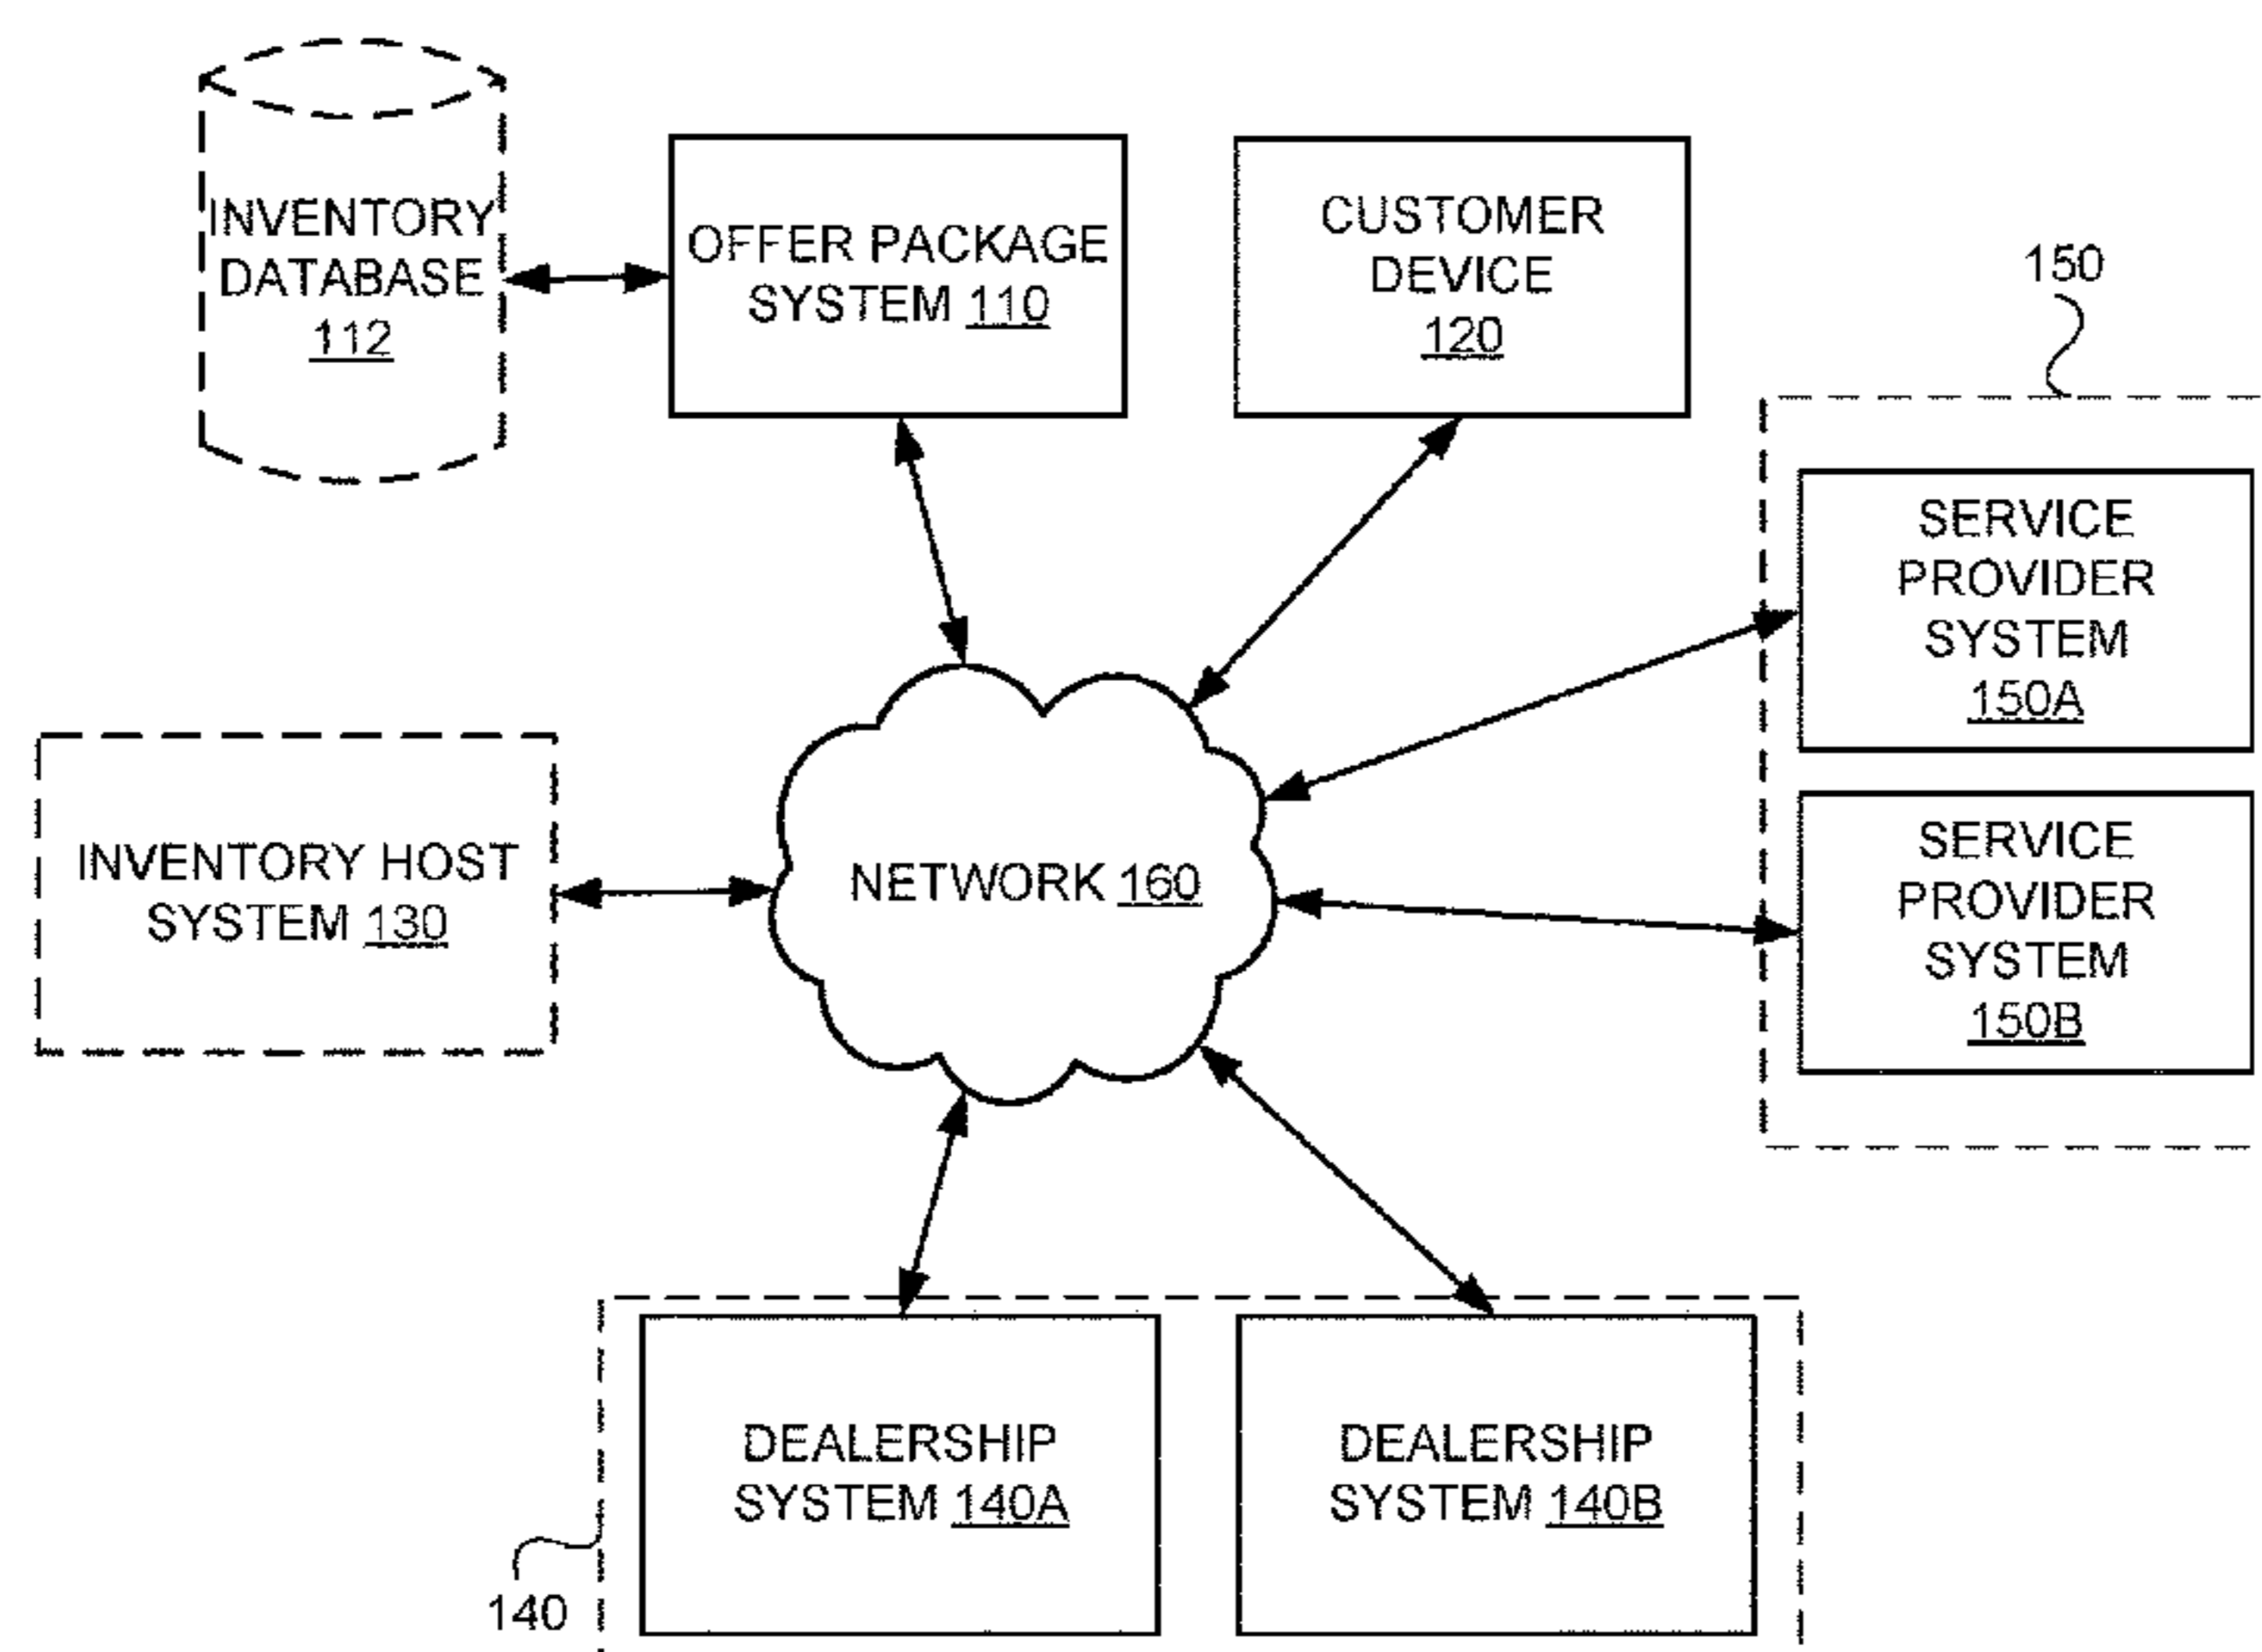 INVENTORY
DATABASE
112
OFFER PACKAGE
SYSTEM 110
CUSTOMER
DEVICE
120
150
SERVICE
PROVIDER
SYSTEM
150A
SERVICE
PROVIDER
SYSTEM
150B
INVENTORY HOST
SYSTEM 130
NETWORK 160
DEALERSHIP
SYSTEM 140A
DEALERSHIP
SYSTEM 140B
140